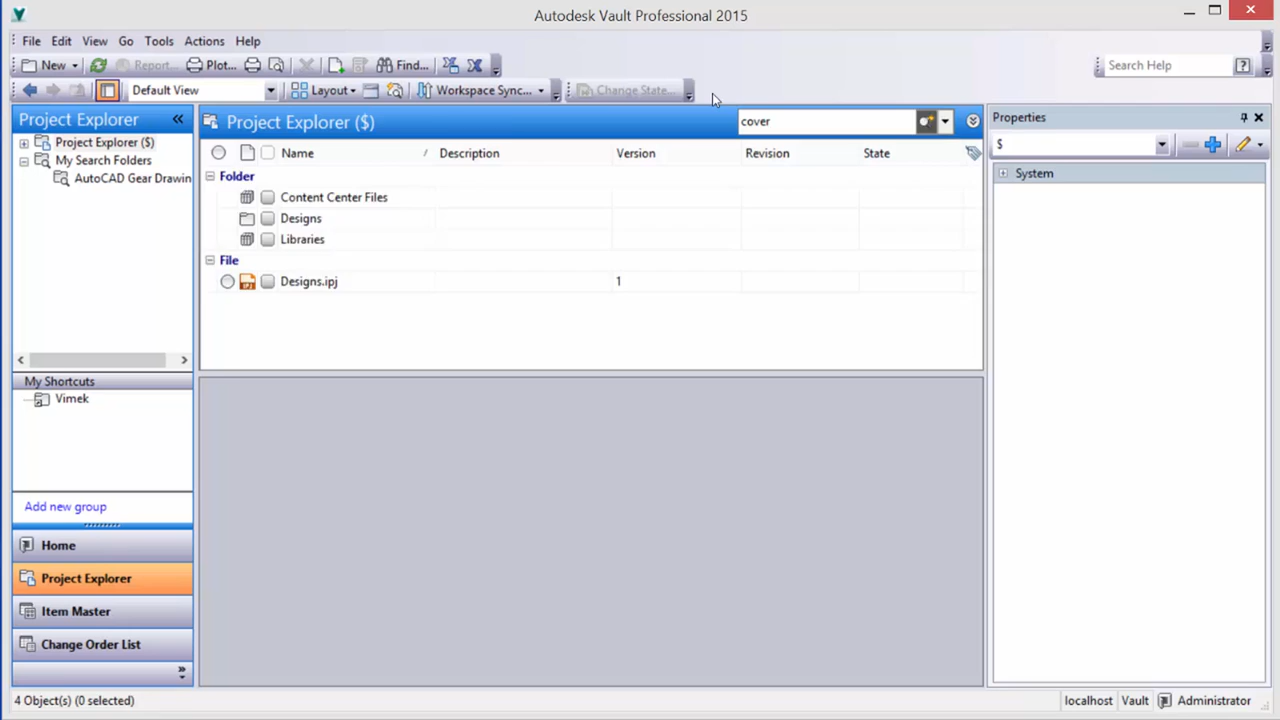 Autodesk Vault Professional 2015
File Edit View Go Tools Actions Help
New Report... Plot... Find... Search Help
Default View Layout Workspace Sync... Change State...
Project Explorer «
Project Explorer ($)
My Search Folders
AutoCAD Gear Drawin
My Shortcuts
Vimek
Add new group
Home
Project Explorer
Item Master
Change Order List
Project Explorer ($) cover
Name / Description Version Revision State
Folder
Content Center Files
Designs
Libraries
File
Designs.ipj 1
Properties
$
System
4 Object(s) (0 selected) localhost Vault Administrator